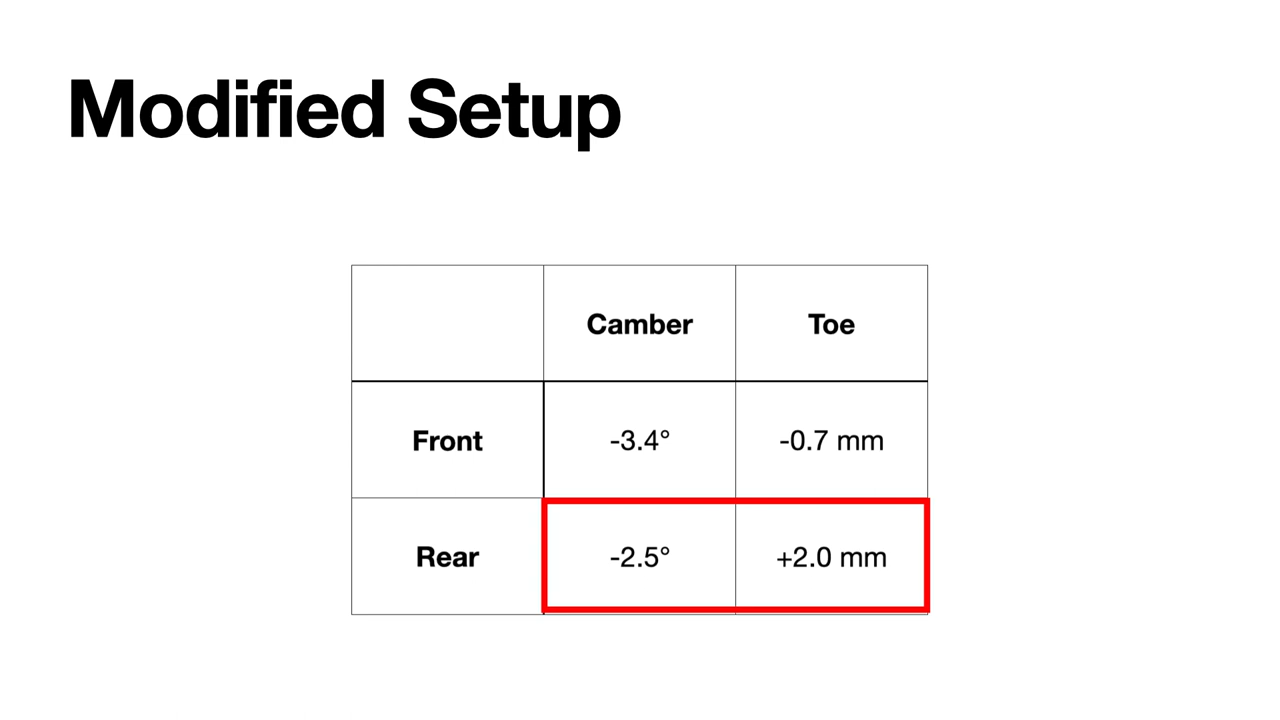 Modified Setup
Camber Toe
Front -3.4° -0.7 mm
Rear -2.5° +2.0 mm